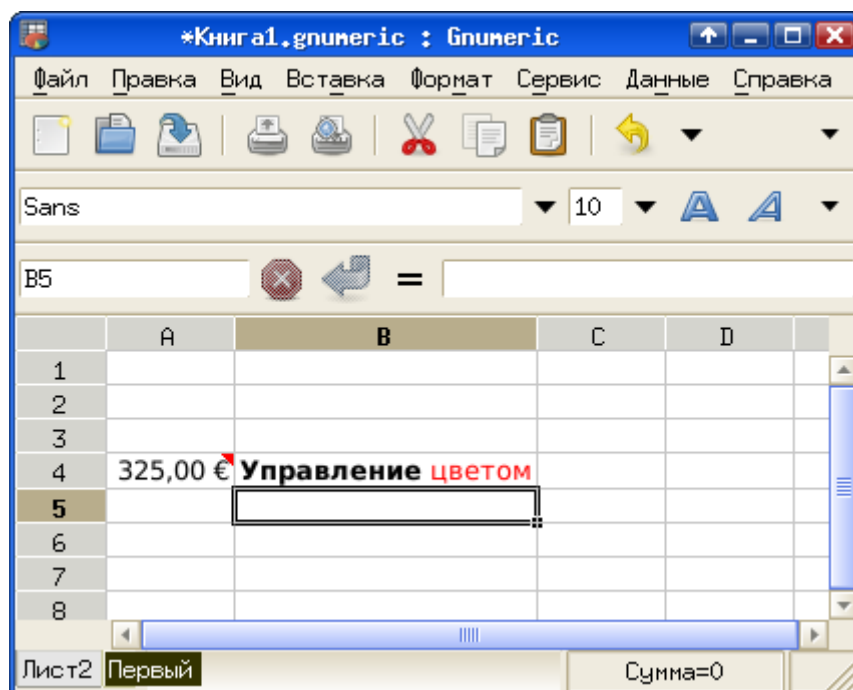 *Книга1.gnumeric : Gnumeric
Файл Правка Вид Вставка Формат Сервис Данные Справка
Sans 10
B5 =
A B C D
1
2
3
4 325,00 € Управление цветом
5
6
7
8
Лист2 Первый Сумма=0